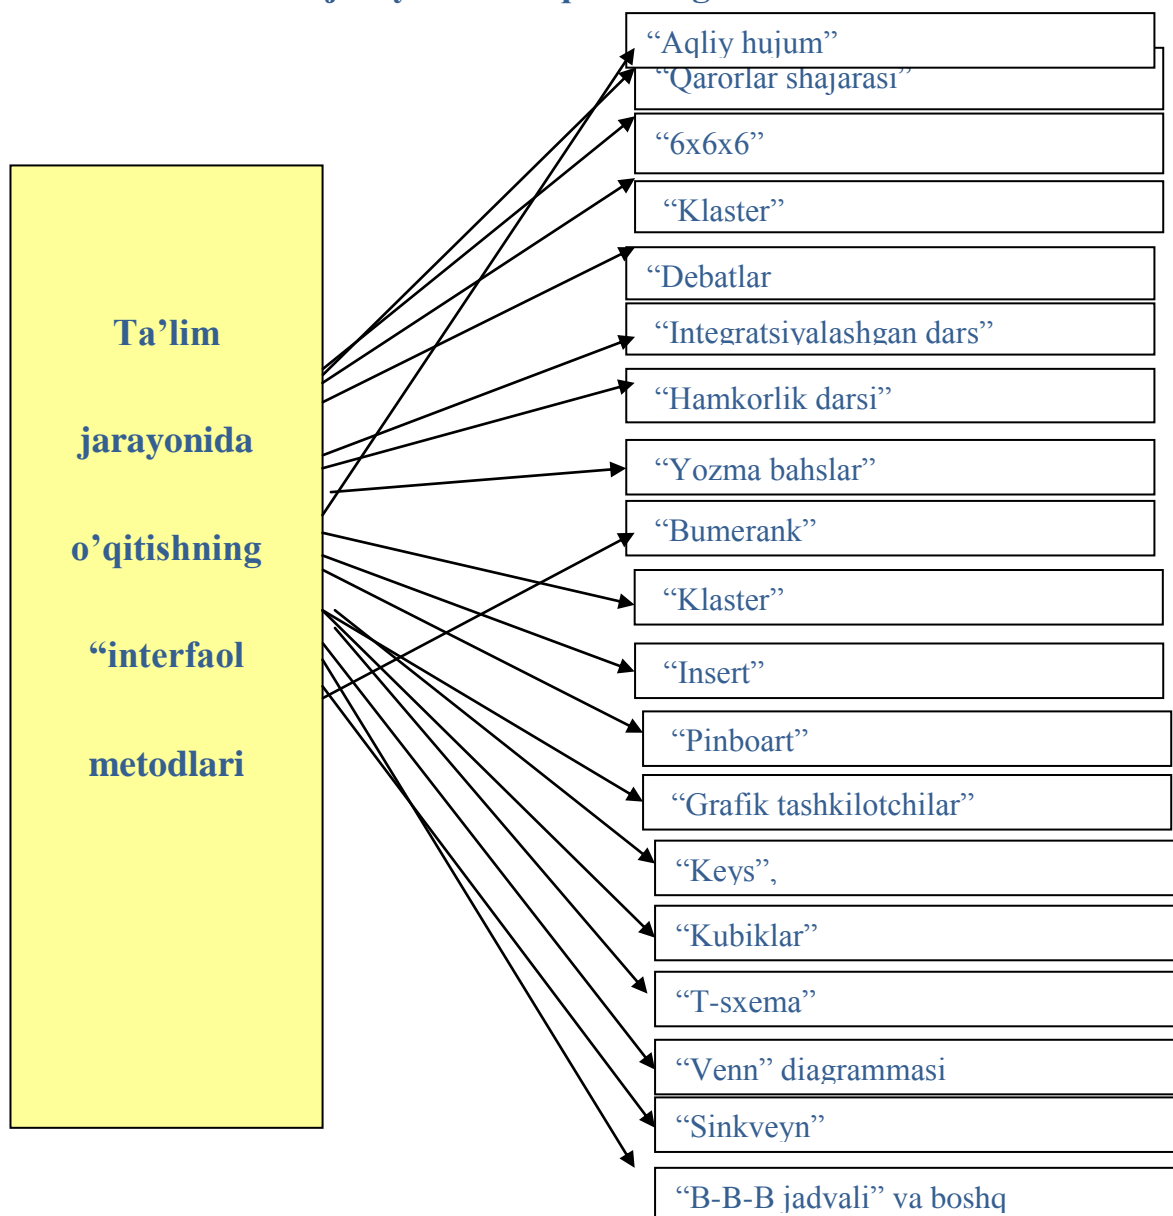 Ta’lim
jarayonida
o’qitishning
“interfaol
metodlari
“Aqliy hujum”
“Qarorlar shajarasi”
“6x6x6”
“Klaster”
“Debatlar
“Integratsiyalashgan dars”
“Hamkorlik darsi”
“Yozma bahslar”
“Bumerank”
“Klaster”
“Insert”
“Pinboart”
“Grafik tashkilotchilar”
“Keys”,
“Kubiklar”
“T-sxema”
“Venn” diagrammasi
“Sinkveyn”
“B-B-B jadvali” va boshq